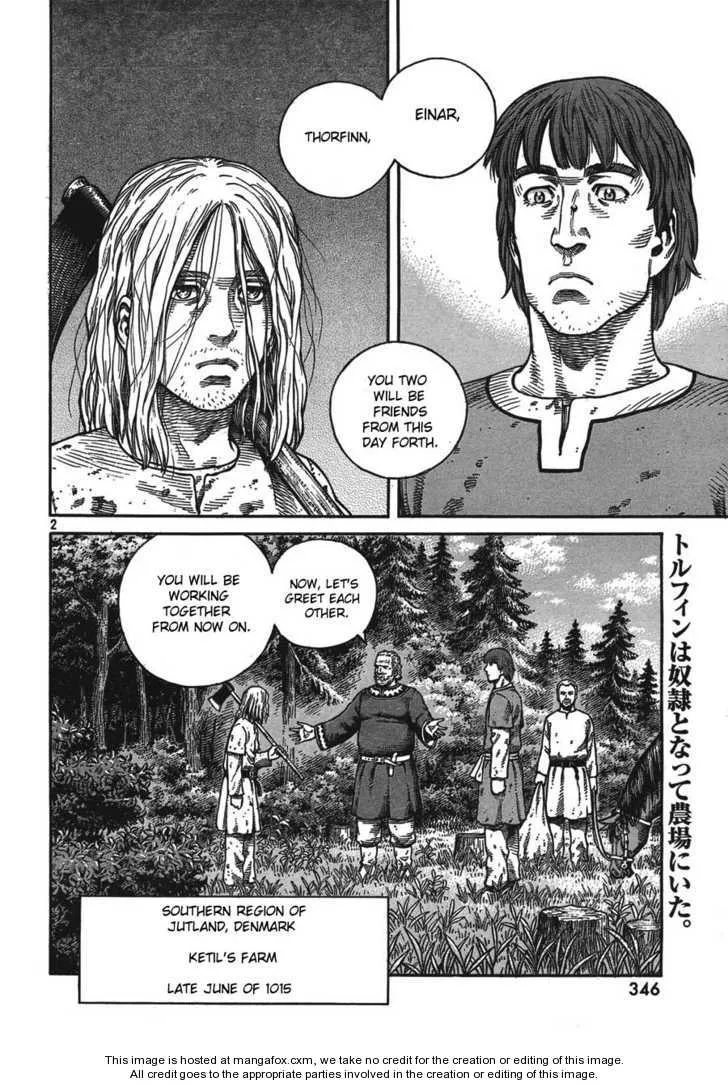 EINAR,
THORFINN,
YOU TWO
WILL BE
FRIENDS
FROM THIS
DAY FORTH.
2
NOW, LET'S
GREET EACH
OTHER.
YOU WILL BE
WORKING
TOGETHER
FROM NOW ON.
トルフィンは奴隷となって農場にいた。
SOUTHERN REGION OF
JUTLAND, DENMARK
KETIL'S FARM
LATE JUNE OF 1015
346
This image is hosted at mangafox.cxm, we take no credit for the creation or editing of this image.
All credit goes to the appropriate parties involved in the creation or editing of this image.